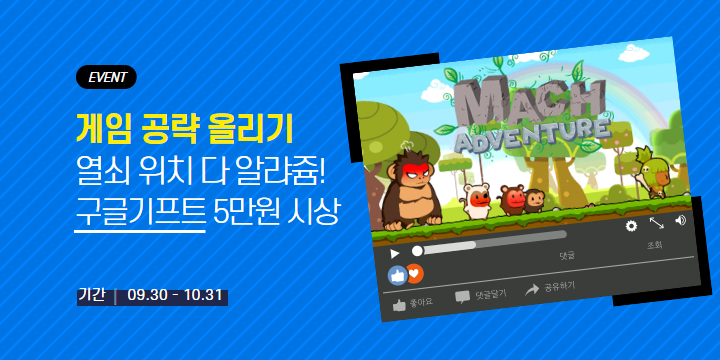 EVENT
게임 공략 올리기
열쇠 위치 다 알랴쥼!
구글기프트 5만원 시상
기간 | 09.30 - 10.31
MACH
ADVENTURE
댓글
조회
좋아요
댓글달기
공유하기